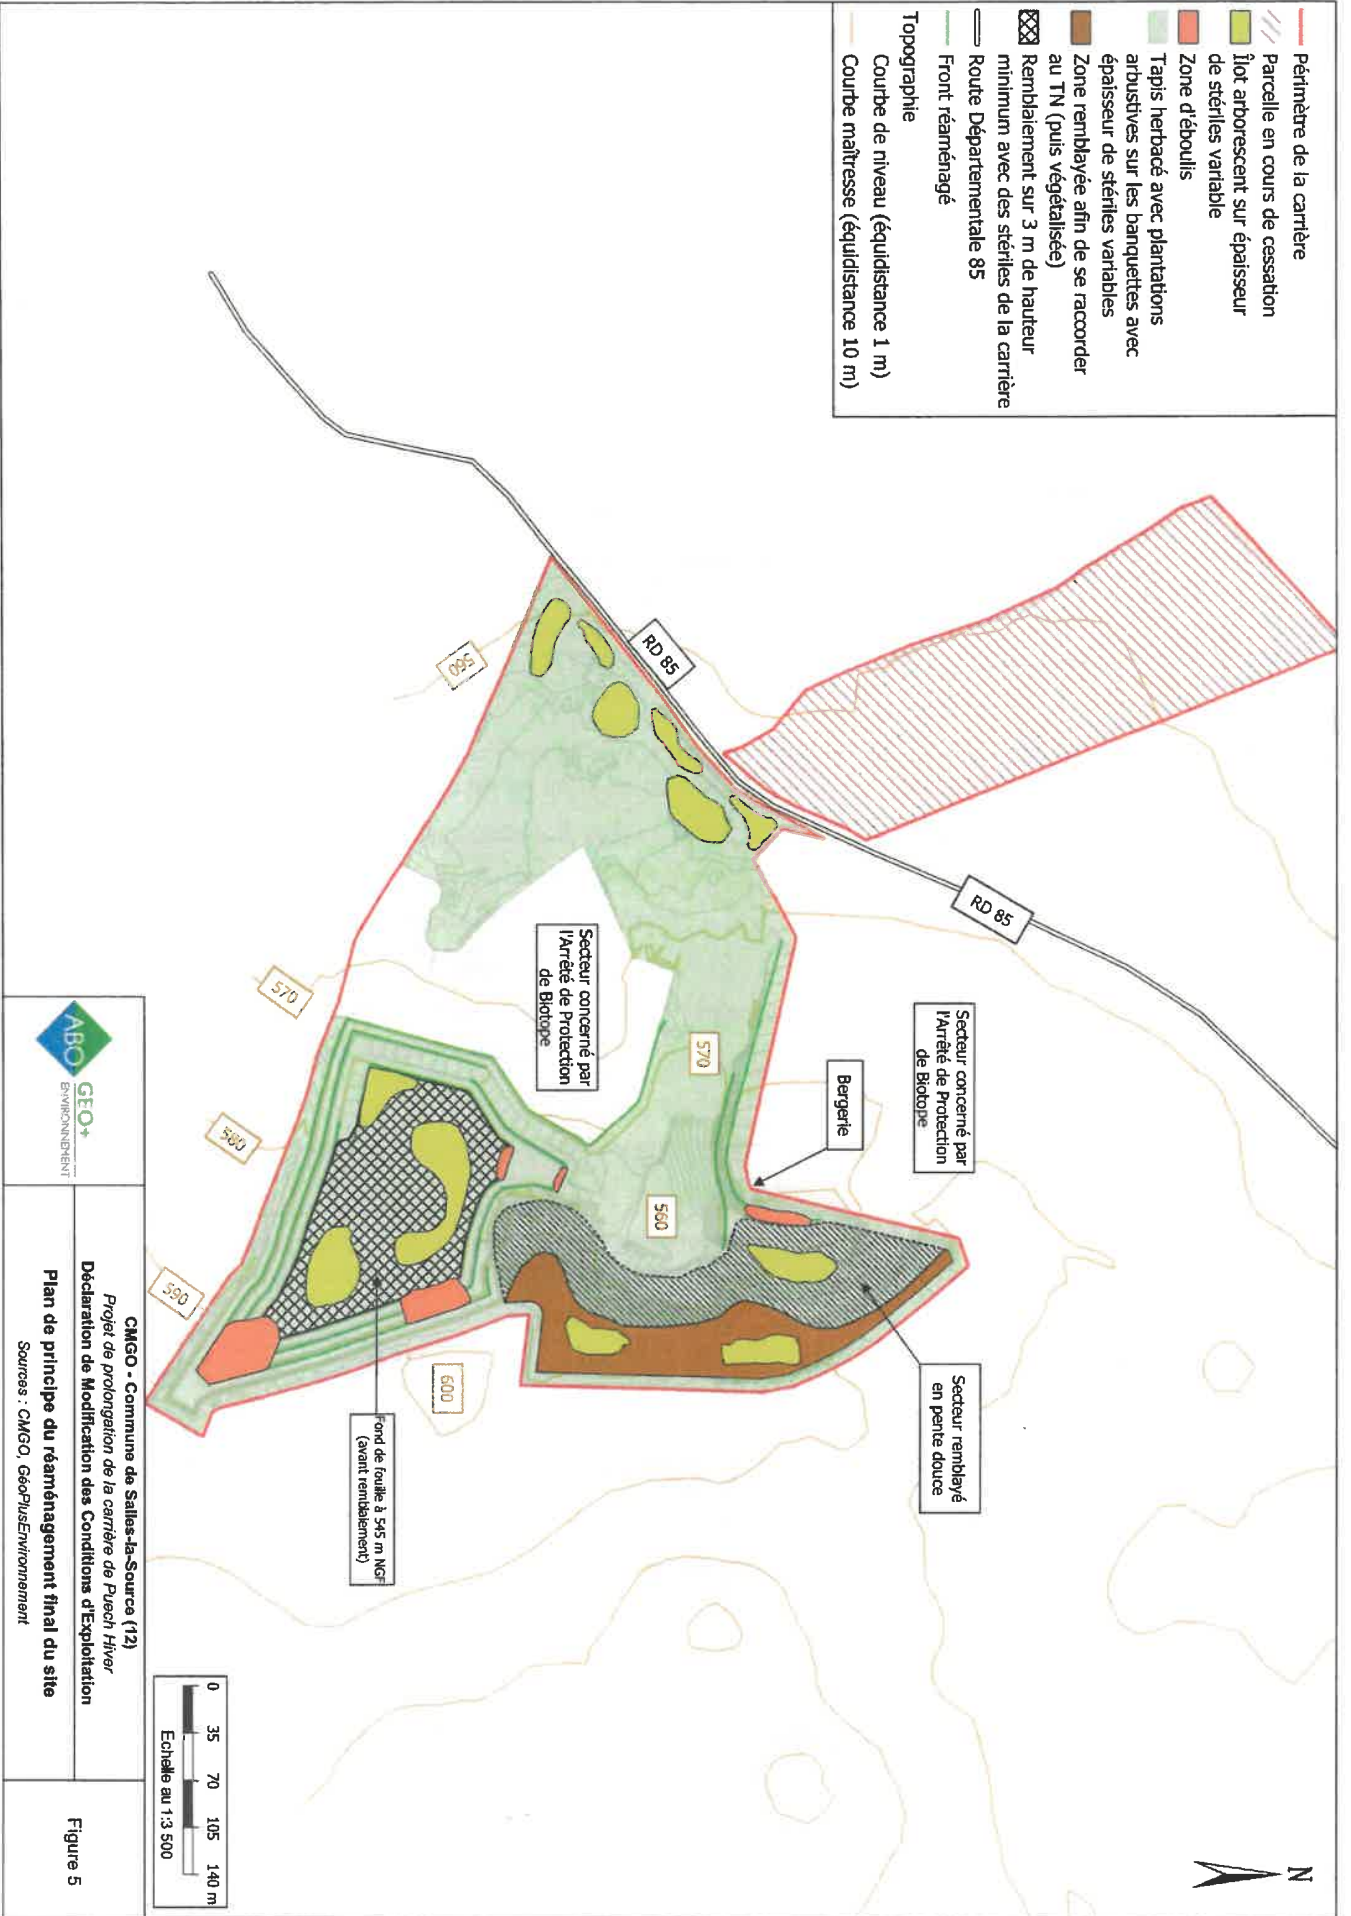 Périmètre de la carrière
Parcelle en cours de cessation
Îlot arborescent sur épaisseur
de stériles variable
Zone d'éboulis
Tapis herbacé avec plantations
arbustives sur les banquettes avec
épaisseur de stériles variables
Zone remblayée afin de se raccorder
au TN (puis végétalisée)
Remblaiement sur 3 m de hauteur
minimum avec des stériles de la carrière
Route Départementale 85
Front réaménagé
Topographie
Courbe de niveau (équidistance 1 m)
Courbe maîtresse (équidistance 10 m)
N
RD 85
RD 85
Secteur concerné par
l'Arrêté de Protection
de Biotope
Bergerie
Secteur concerné par
l'Arrêté de Protection
de Biotope
Secteur remblayé
en pente douce
560
570
570
560
580
590
600
Fond de fouille à 545 m NGF
(avant remblaiement)
0 35 70 105 140 m
Echelle au 1:3 500
ABO
GEO+
ENVIRONNEMENT
CMGO - Commune de Salles-la-Source (12)
Projet de prolongation de la carrière de Puech Hiver
Déclaration de Modification des Conditions d'Exploitation
Plan de principe du réaménagement final du site
Sources : CMGO, GéoPlusEnvironnement
Figure 5